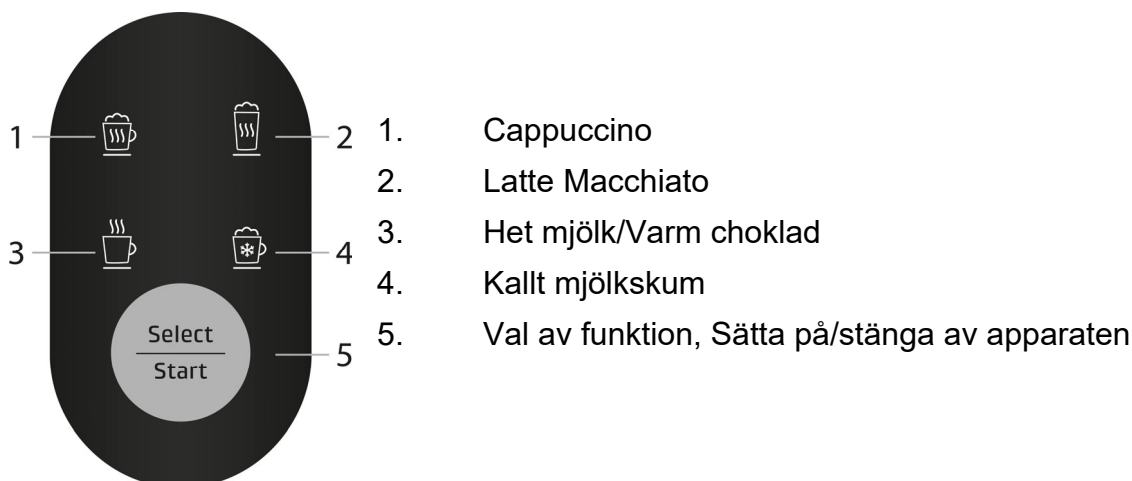 1
2
3
4
Select
Start
5
1. Cappuccino
2. Latte Macchiato
3. Het mjölk/Varm choklad
4. Kallt mjölkskum
5. Val av funktion, Sätta på/stänga av apparaten